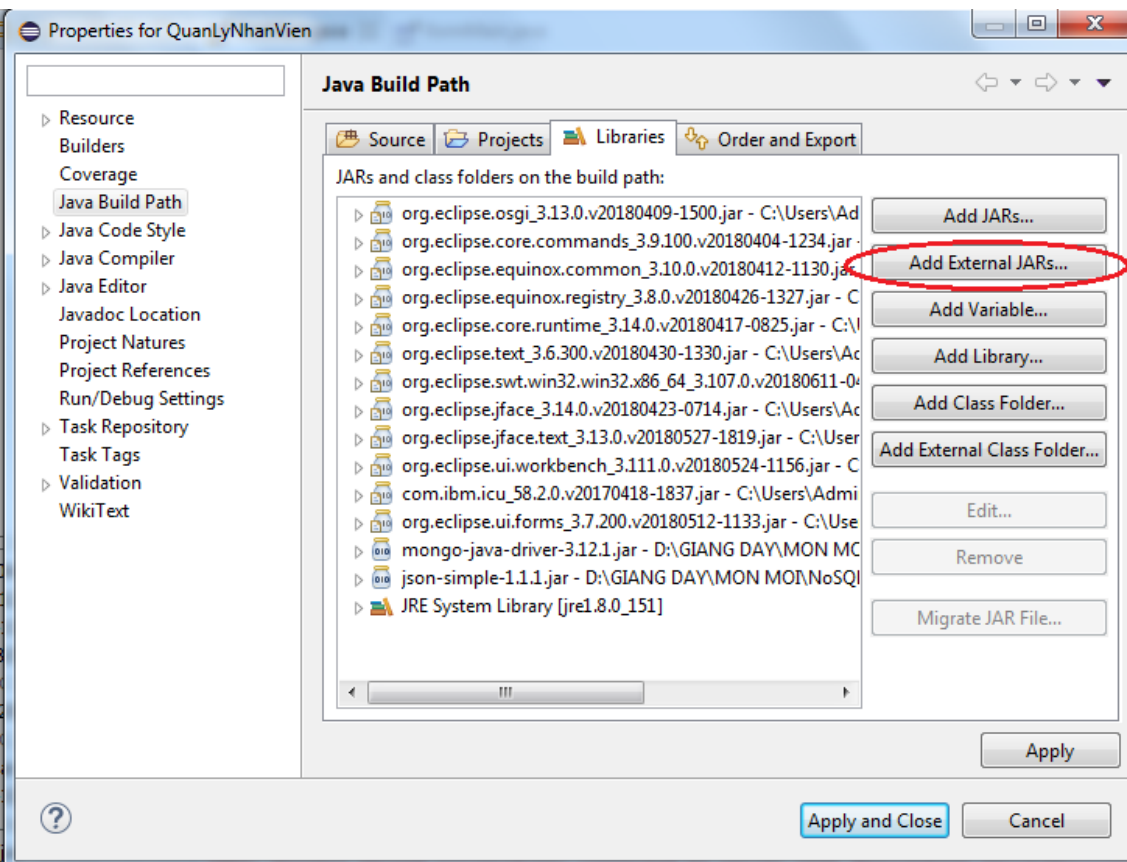 Properties for QuanLyNhanVien
Java Build Path
Resource
Builders
Coverage
Java Build Path
Java Code Style
Java Compiler
Java Editor
Javadoc Location
Project Natures
Project References
Run/Debug Settings
Task Repository
Task Tags
Validation
WikiText
Source
Projects
Libraries
Order and Export
JARs and class folders on the build path:
org.eclipse.osgi_3.13.0.v20180409-1500.jar - C:\Users\Ad
org.eclipse.core.commands_3.9.100.v20180404-1234.jar -
org.eclipse.equinox.common_3.10.0.v20180412-1130.ja
org.eclipse.equinox.registry_3.8.0.v20180426-1327.jar - C
org.eclipse.core.runtime_3.14.0.v20180417-0825.jar - C:\
org.eclipse.text_3.6.300.v20180430-1330.jar - C:\Users\Ad
org.eclipse.swt.win32.win32.x86_64_3.107.0.v20180611-04
org.eclipse.jface_3.14.0.v20180423-0714.jar - C:\Users\Ad
org.eclipse.jface.text_3.13.0.v20180527-1819.jar - C:\User
org.eclipse.ui.workbench_3.111.0.v20180524-1156.jar - C
com.ibm.icu_58.2.0.v20170418-1837.jar - C:\Users\Admi
org.eclipse.ui.forms_3.7.200.v20180512-1133.jar - C:\Use
mongo-java-driver-3.12.1.jar - D:\GIANG DAY\MON MO
json-simple-1.1.1.jar - D:\GIANG DAY\MON MOI\NoSQl
JRE System Library [jre1.8.0_151]
Add JARs...
Add External JARs...
Add Variable...
Add Library...
Add Class Folder...
Add External Class Folder...
Edit...
Remove
Migrate JAR File...
Apply
Apply and Close
Cancel